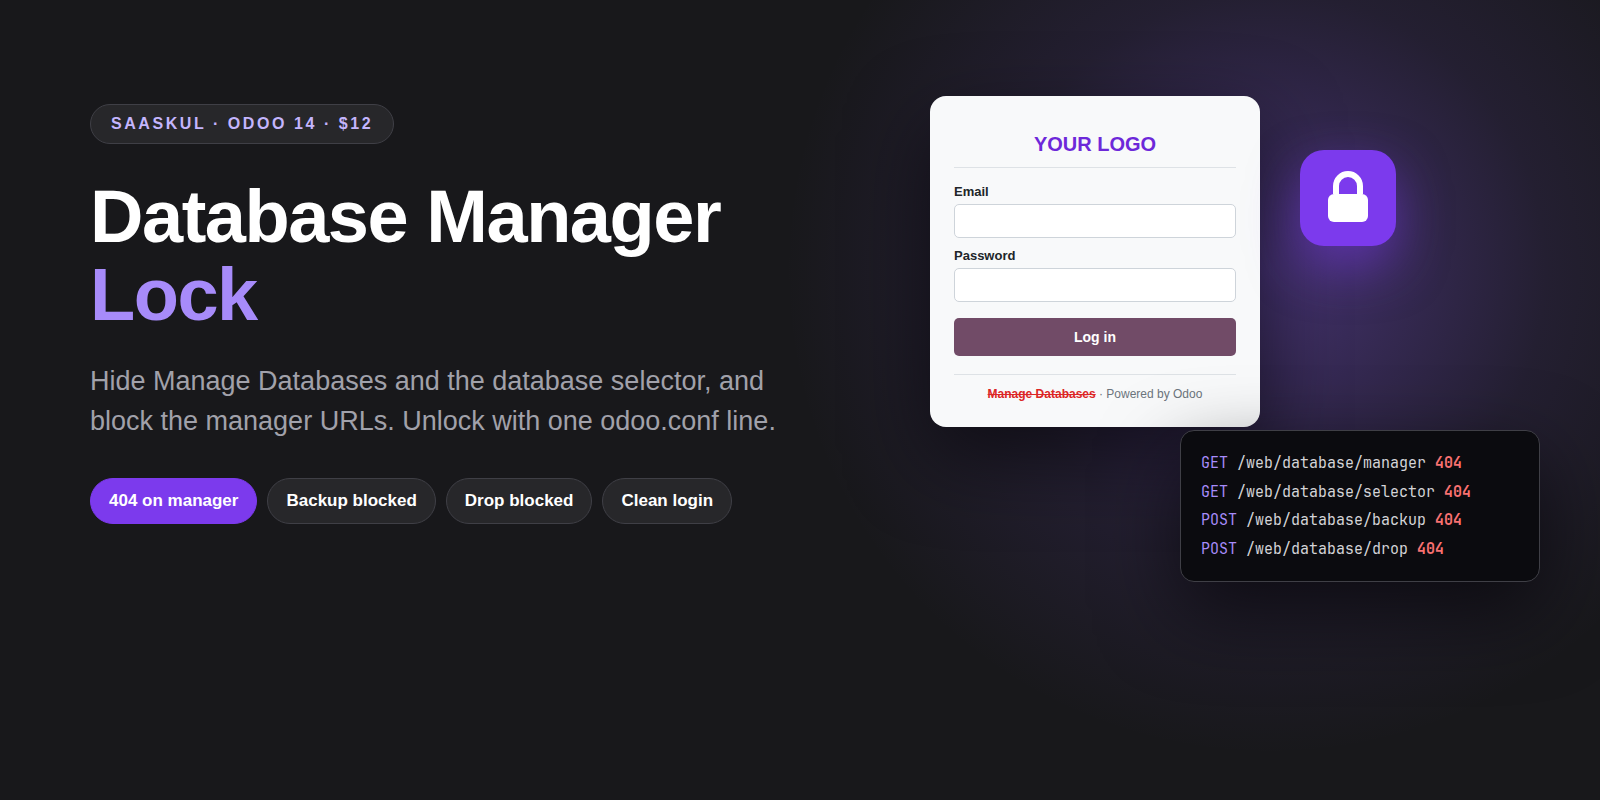 SAASKUL · ODOO 14 · $12
Database Manager
Lock
Hide Manage Databases and the database selector, and
block the manager URLs. Unlock with one odoo.conf line.
404 on manager
Backup blocked
Drop blocked
Clean login
YOUR LOGO
Email
Password
Log in
Manage Databases · Powered by Odoo
GET /web/database/manager 404
GET /web/database/selector 404
POST /web/database/backup 404
POST /web/database/drop 404